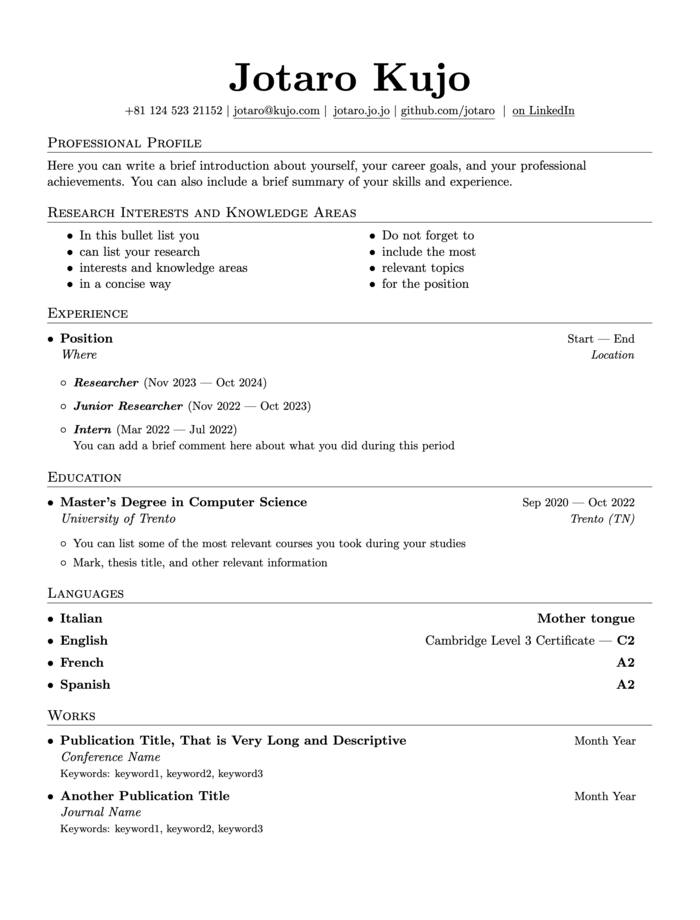 Jotaro Kujo
+81 124 523 21152 | jotaro@kujo.com | jotaro.jo.jo | github.com/jotaro | on LinkedIn
Professional Profile
Here you can write a brief introduction about yourself, your career goals, and your professional
achievements. You can also include a brief summary of your skills and experience.
Research Interests and Knowledge Areas
• In this bullet list you
• can list your research
• interests and knowledge areas
• in a concise way
• Do not forget to
• include the most
• relevant topics
• for the position
Experience
• Position Start — End
Where Location
◦ Researcher (Nov 2023 — Oct 2024)
◦ Junior Researcher (Nov 2022 — Oct 2023)
◦ Intern (Mar 2022 — Jul 2022)
You can add a brief comment here about what you did during this period
Education
• Master's Degree in Computer Science Sep 2020 — Oct 2022
University of Trento Trento (TN)
◦ You can list some of the most relevant courses you took during your studies
◦ Mark, thesis title, and other relevant information
Languages
• Italian Mother tongue
• English Cambridge Level 3 Certificate — C2
• French A2
• Spanish A2
Works
• Publication Title, That is Very Long and Descriptive Month Year
Conference Name
Keywords: keyword1, keyword2, keyword3
• Another Publication Title Month Year
Journal Name
Keywords: keyword1, keyword2, keyword3